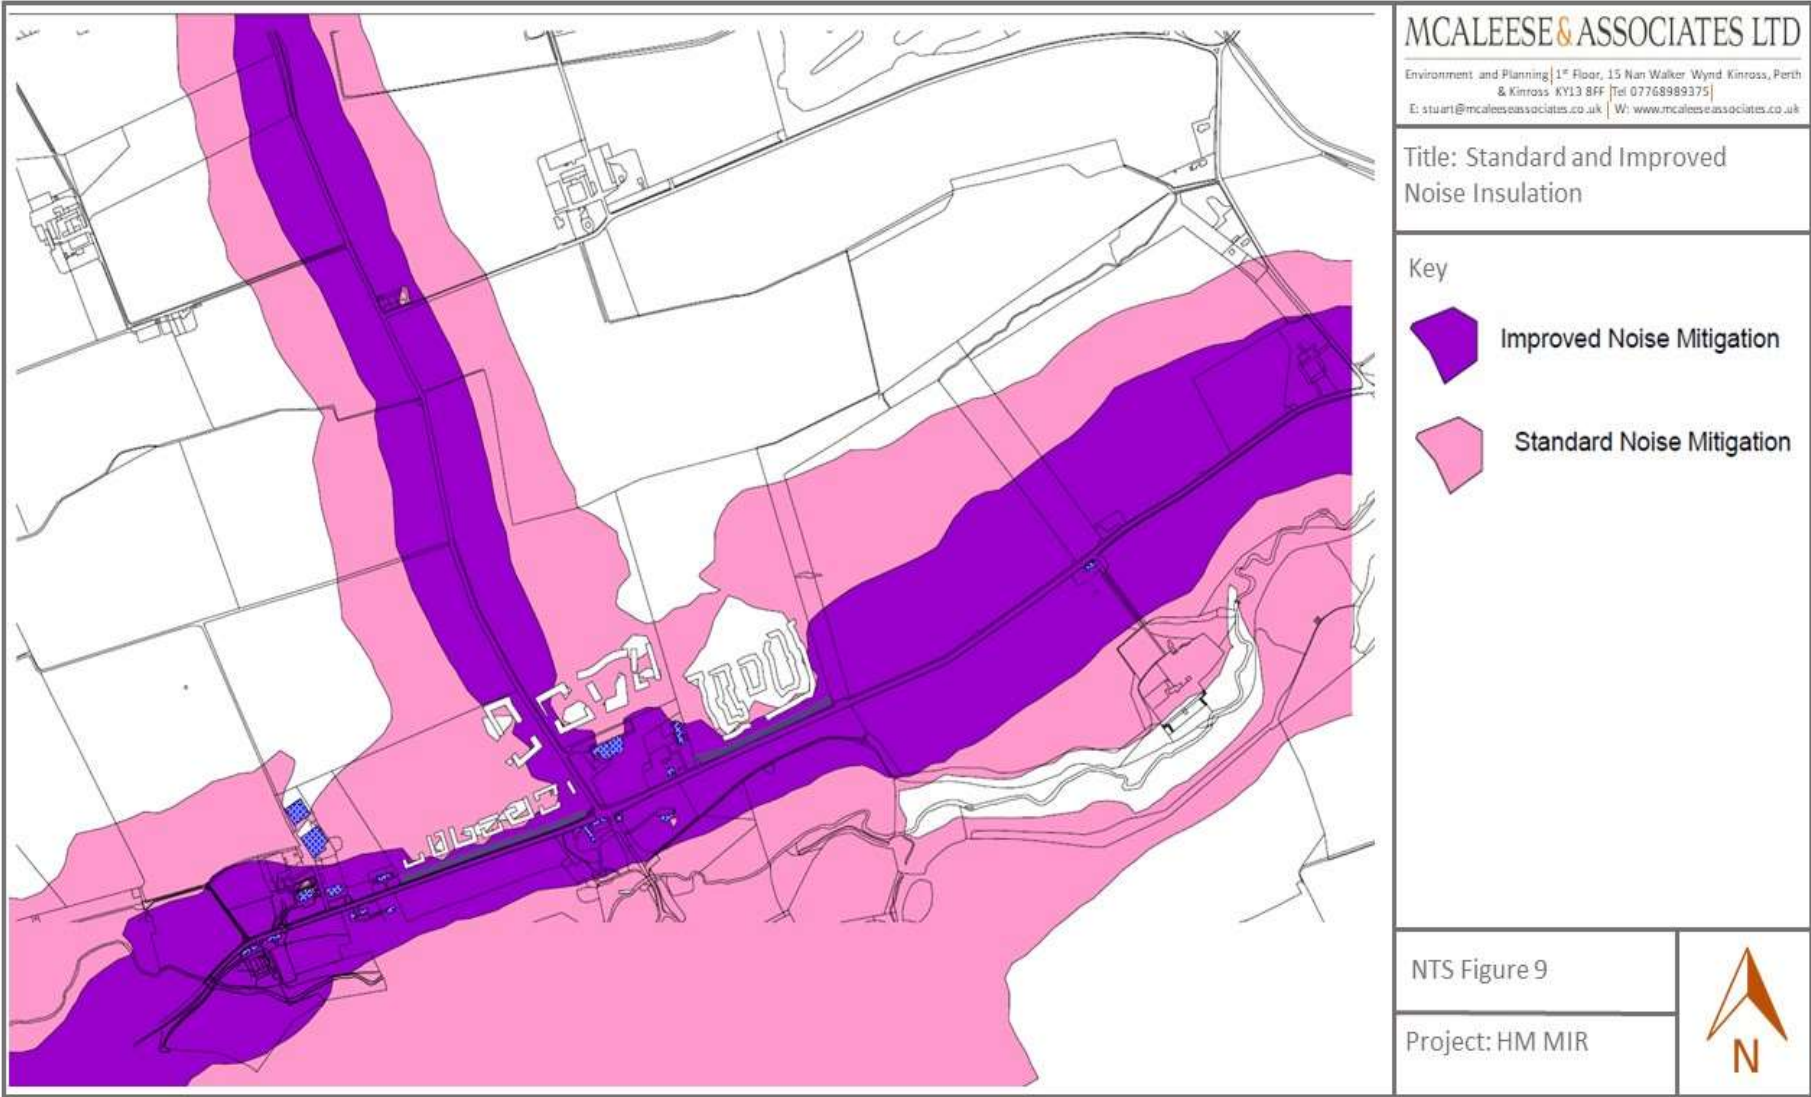 MCALEESE&ASSOCIATES LTD
Environment and Planning| 1st Floor, 15 Nan Walker Wynd Kinross, Perth
& Kinross KY13 8FF |Tel 07768989375|
E: stuart@mcaleeseassociates.co.uk | W: www.mcaleeseassociates.co.uk
Title: Standard and Improved
Noise Insulation
Key
Improved Noise Mitigation
Standard Noise Mitigation
NTS Figure 9
Project: HM MIR
N